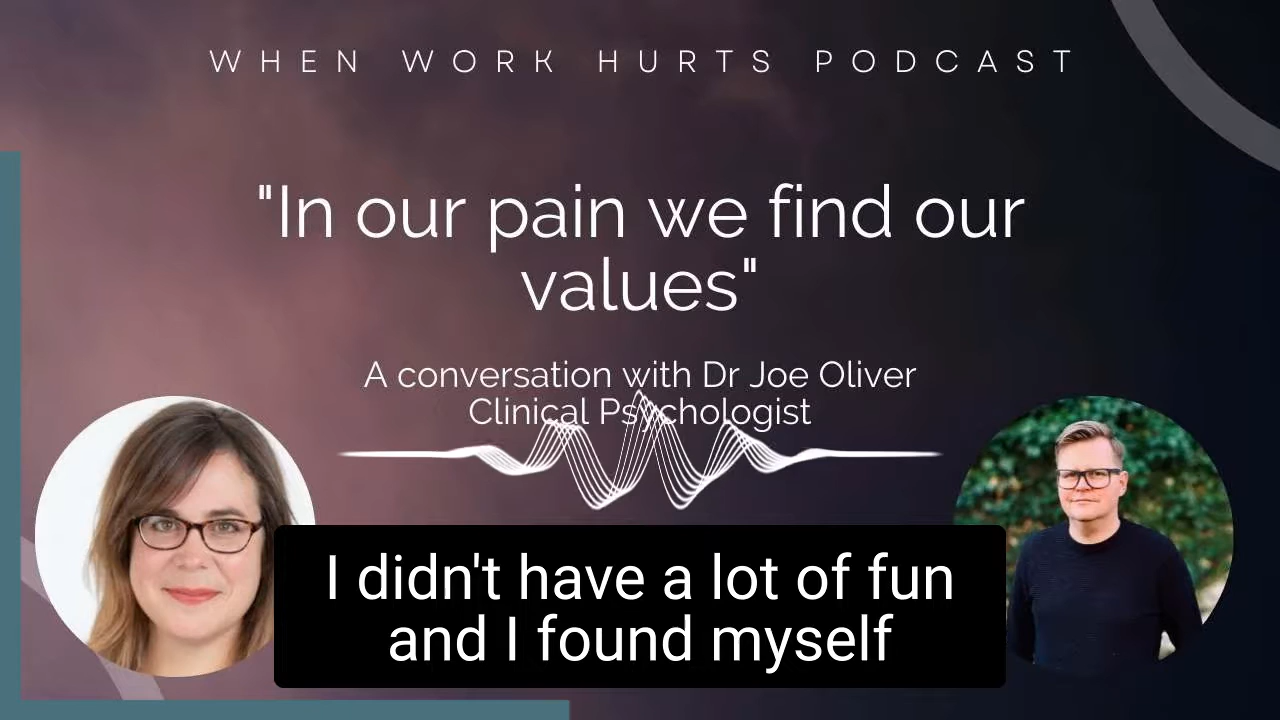 WHEN WORK HURTS PODCAST
"In our pain we find our
values"
A conversation with Dr Joe Oliver
Clinical Psychologist
I didn't have a lot of fun
and I found myself